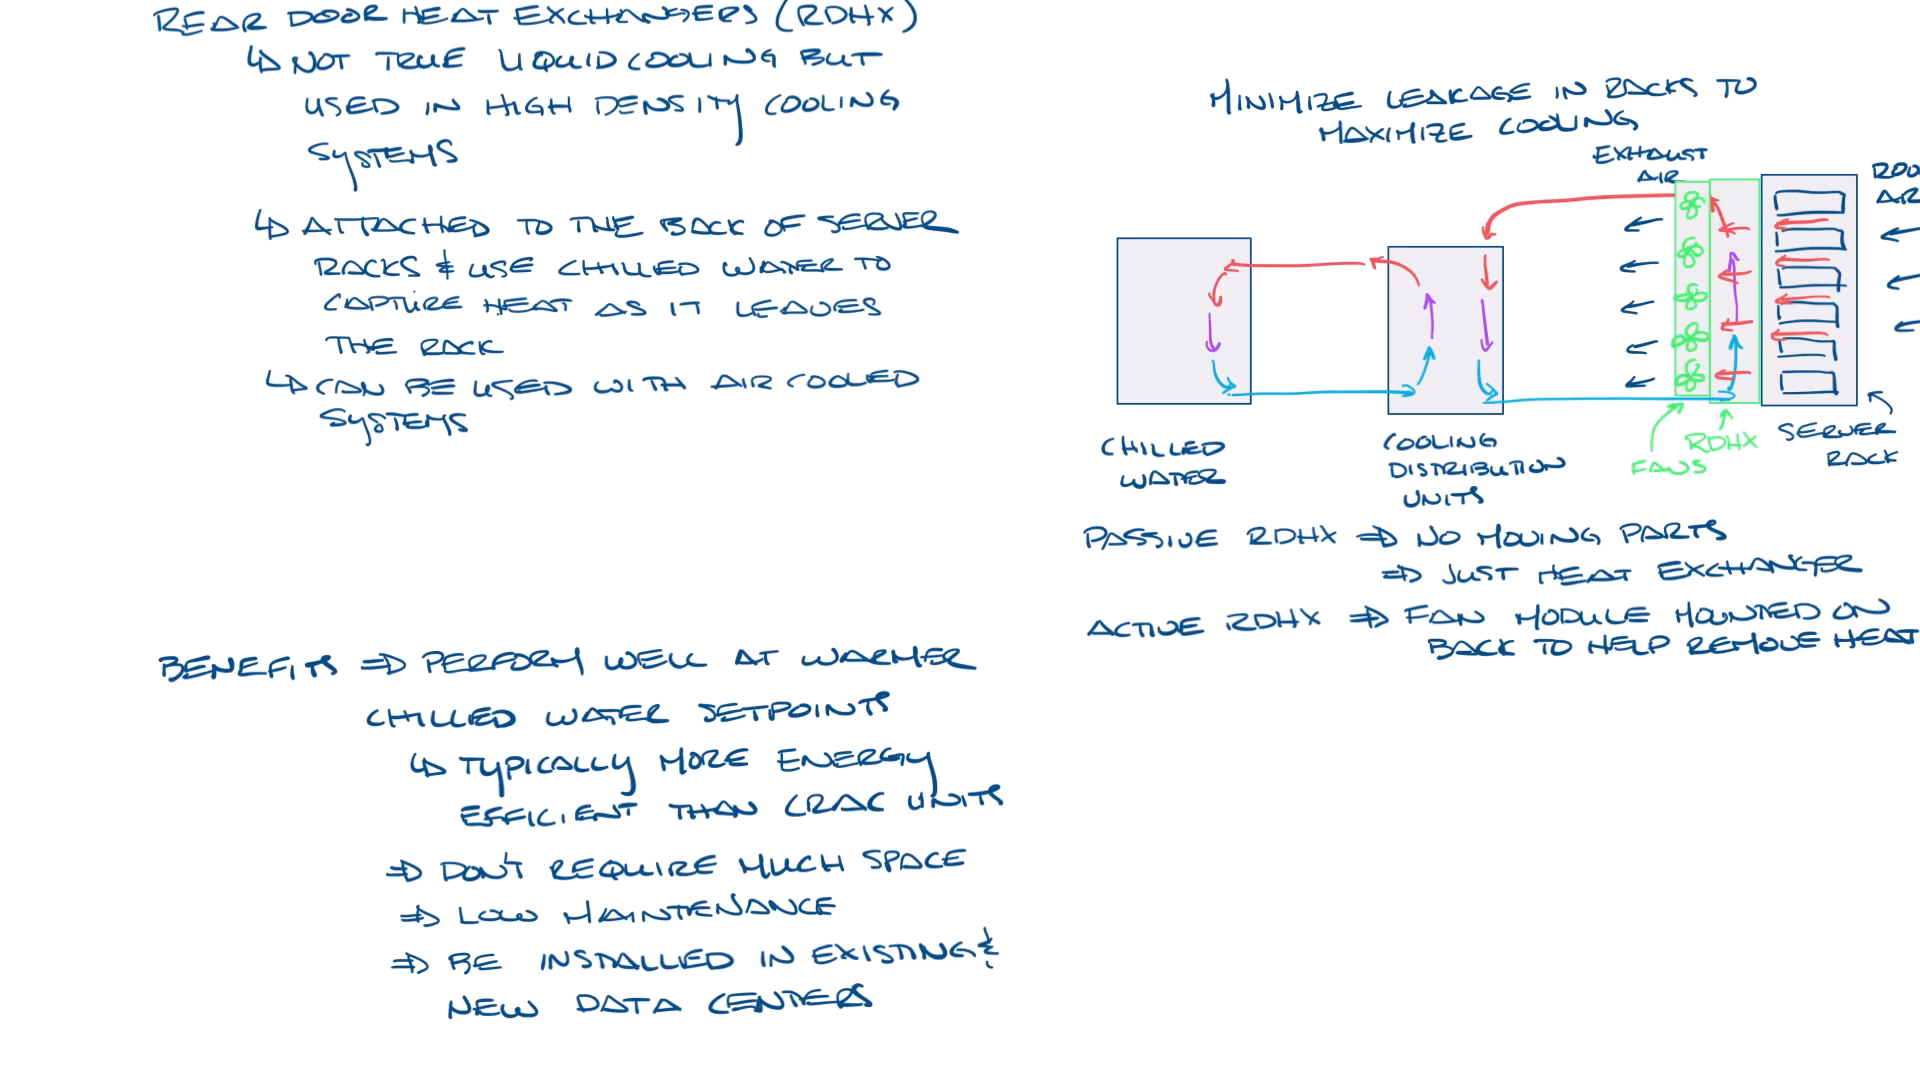 REAR DOOR HEAT EXCHANGERS (RDHX)
↳ NOT TRUE LIQUID COOLING BUT
USED IN HIGH DENSITY COOLING
SYSTEMS
↳ ATTACHED TO THE BACK OF SERVER
RACKS & USE CHILLED WATER TO
CAPTURE HEAT AS IT LEAVES
THE RACK
↳ CAN BE USED WITH AIR COOLED
SYSTEMS
BENEFITS ⇒ PERFORM WELL AT WARMER
CHILLED WATER SETPOINTS
↳ TYPICALLY MORE ENERGY
EFFICIENT THAN CRAC UNITS
⇒ DON'T REQUIRE MUCH SPACE
⇒ LOW MAINTENANCE
⇒ BE INSTALLED IN EXISTING &
NEW DATA CENTERS
MINIMIZE LEAKAGE IN RACKS TO
MAXIMIZE COOLING
EXHAUST
AIR
ROO
AIR
CHILLED
WATER
COOLING
DISTRIBUTION
UNITS
FANS
RDHX
SERVER
RACK
PASSIVE RDHX ⇒ NO MOVING PARTS
⇒ JUST HEAT EXCHANGER
ACTIVE RDHX ⇒ FAN MODULE MOUNTED ON
BACK TO HELP REMOVE HEAT